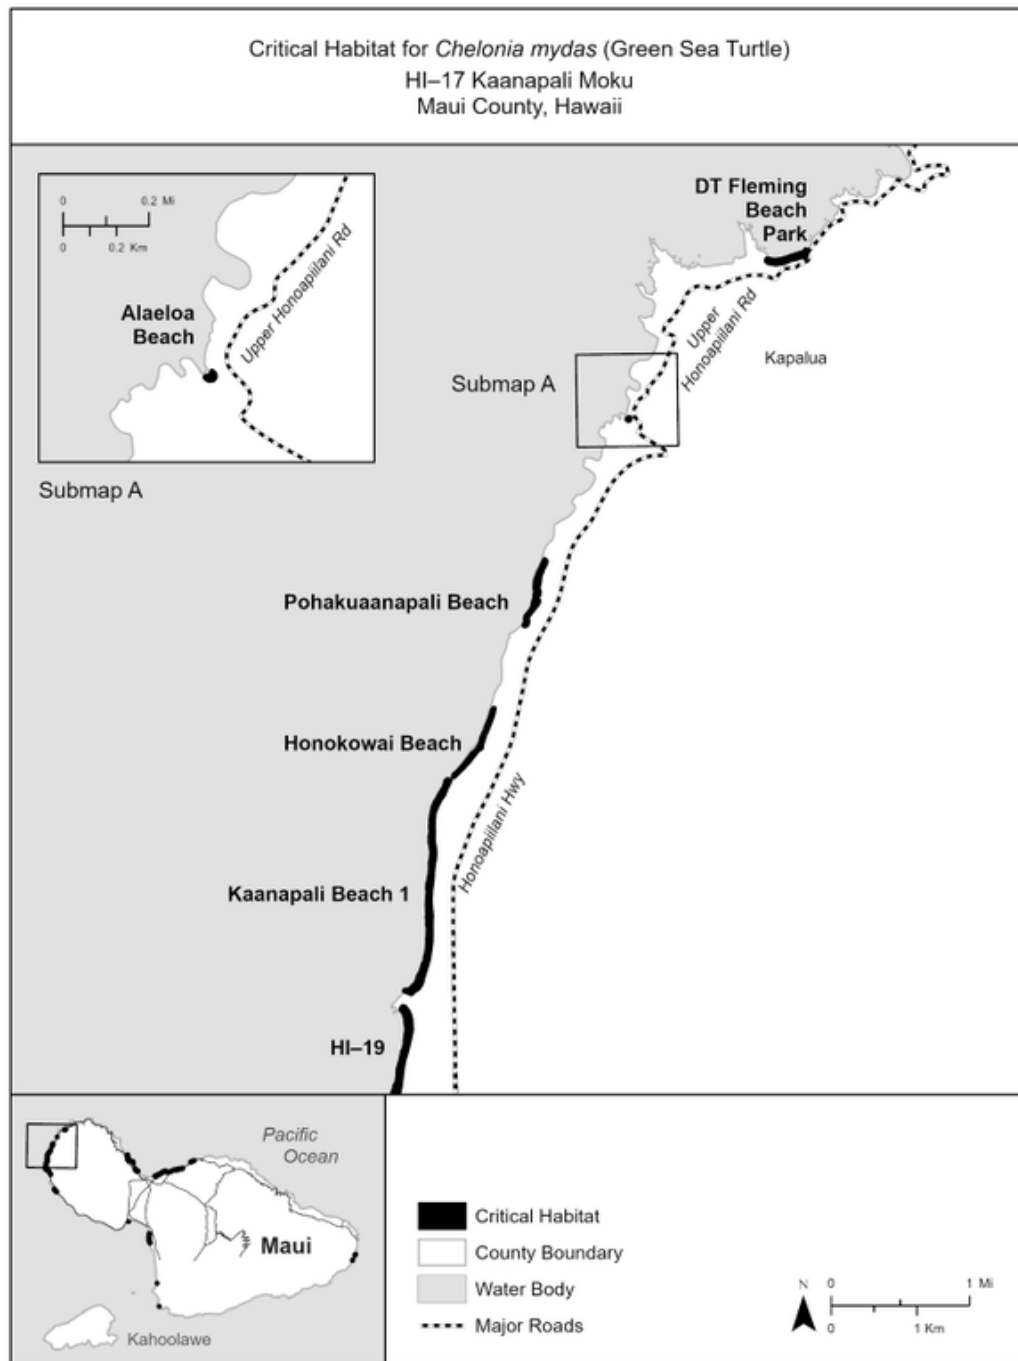 Critical Habitat for Chelonia mydas (Green Sea Turtle)
HI–17 Kaanapali Moku
Maui County, Hawaii
0 0.2 Mi
0 0.2 Km
Upper Honoapiilani Rd
Alaeloa
Beach
Submap A
DT Fleming
Beach
Park
Upper
Honoapiilani Rd
Kapalua
Submap A
Pohakuaanapali Beach
Honokowai Beach
Honoapiilani Hwy
Kaanapali Beach 1
HI–19
Pacific
Ocean
Maui
Kahoolawe
Critical Habitat
County Boundary
Water Body
Major Roads
N
0 1 Mi
0 1 Km